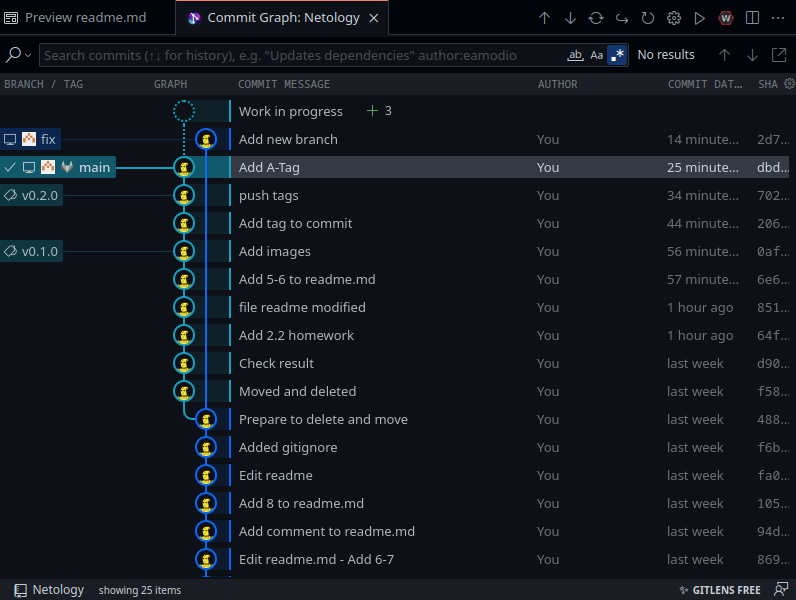 Preview readme.md Commit Graph: Netology
Search commits (↑↓ for history), e.g. "Updates dependencies" author:eamodio ab Aa .* No results
BRANCH / TAG GRAPH COMMIT MESSAGE AUTHOR COMMIT DAT… SHA
Work in progress + 3
fix Add new branch You 14 minute… 2d7…
main Add A-Tag You 25 minute… dbd…
v0.2.0 push tags You 34 minute… 702…
Add tag to commit You 44 minute… 206…
v0.1.0 Add images You 56 minute… 0af…
Add 5-6 to readme.md You 57 minute… 6e6…
file readme modified You 1 hour ago 851…
Add 2.2 homework You 1 hour ago 64f…
Check result You last week d90…
Moved and deleted You last week f58…
Prepare to delete and move You last week 488…
Added gitignore You last week f6b…
Edit readme You last week fa0…
Add 8 to readme.md You last week 105…
Add comment to readme.md You last week 94d…
Edit readme.md - Add 6-7 You last week 869…
Netology showing 25 items GITLENS FREE